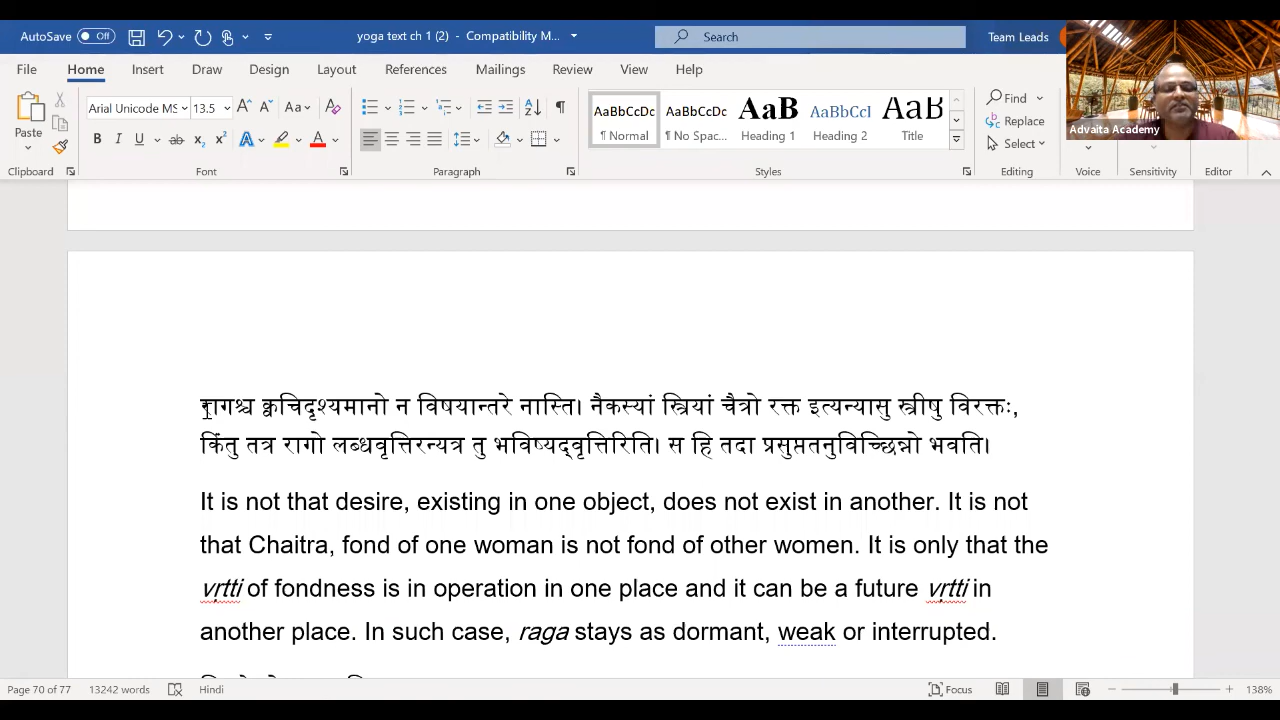 AutoSave Off yoga text ch 1 (2) - Compatibility M... Search Team Leads
File Home Insert Draw Design Layout References Mailings Review View Help
Advaita Academy
Paste Arial Unicode MS 13.5 Aa AaBbCcDc AaBbCcDc AaB AaBbCcI AaB Find
B I U ab x₂ x² A A ¶ Normal ¶ No Spac... Heading 1 Heading 2 Title Replace
Select
Clipboard Font Paragraph Styles Editing Voice Sensitivity Editor
रागश्च क्वचिदृश्यमानो न विषयान्तरे नास्ति। नैकस्यां स्त्रियां चैत्रो रक्त इत्यन्यासु स्त्रीषु विरक्तः,
किंतु तत्र रागो लब्धवृत्तिरन्यत्र तु भविष्यद्वृत्तिरिति। स हि तदा प्रसुप्ततनुविच्छिन्नो भवति।
It is not that desire, existing in one object, does not exist in another. It is not
that Chaitra, fond of one woman is not fond of other women. It is only that the
vṛtti of fondness is in operation in one place and it can be a future vṛtti in
another place. In such case, raga stays as dormant, weak or interrupted.
Page 70 of 77 13242 words Hindi Focus 138%